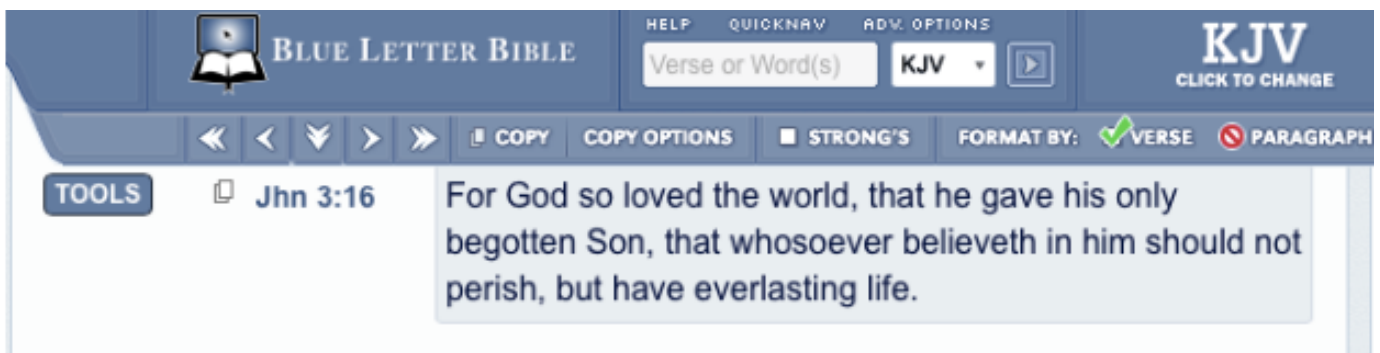 HELP QUICKNAV ADV. OPTIONS
BLUE LETTER BIBLE
Verse or Word(s) KJV
KJV
CLICK TO CHANGE
COPY COPY OPTIONS STRONG'S FORMAT BY: VERSE PARAGRAPH
TOOLS Jhn 3:16 For God so loved the world, that he gave his only
begotten Son, that whosoever believeth in him should not
perish, but have everlasting life.